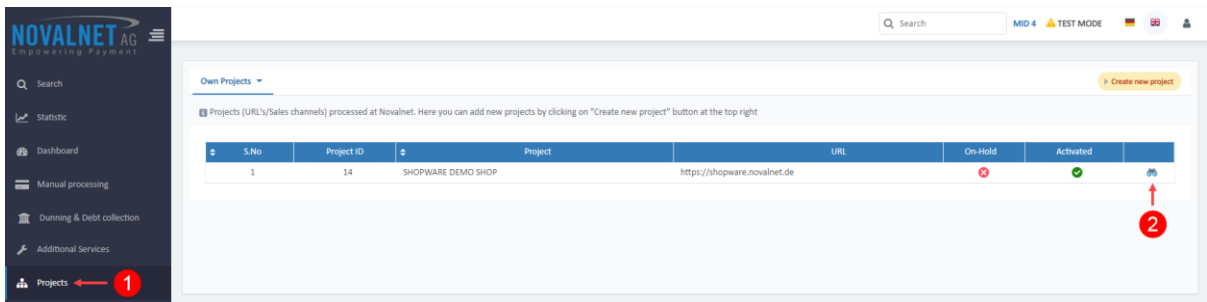 NOVALNET AG
Empowering Payment
Search
MID 4 TEST MODE
Search
Statistic
Dashboard
Manual processing
Dunning & Debt collection
Additional Services
Projects
1
Own Projects
Create new project
Projects (URL's/Sales channels) processed at Novalnet. Here you can add new projects by clicking on "Create new project" button at the top right
S.No Project ID Project URL On-Hold Activated
1 14 SHOPWARE DEMO SHOP https://shopware.novalnet.de
2